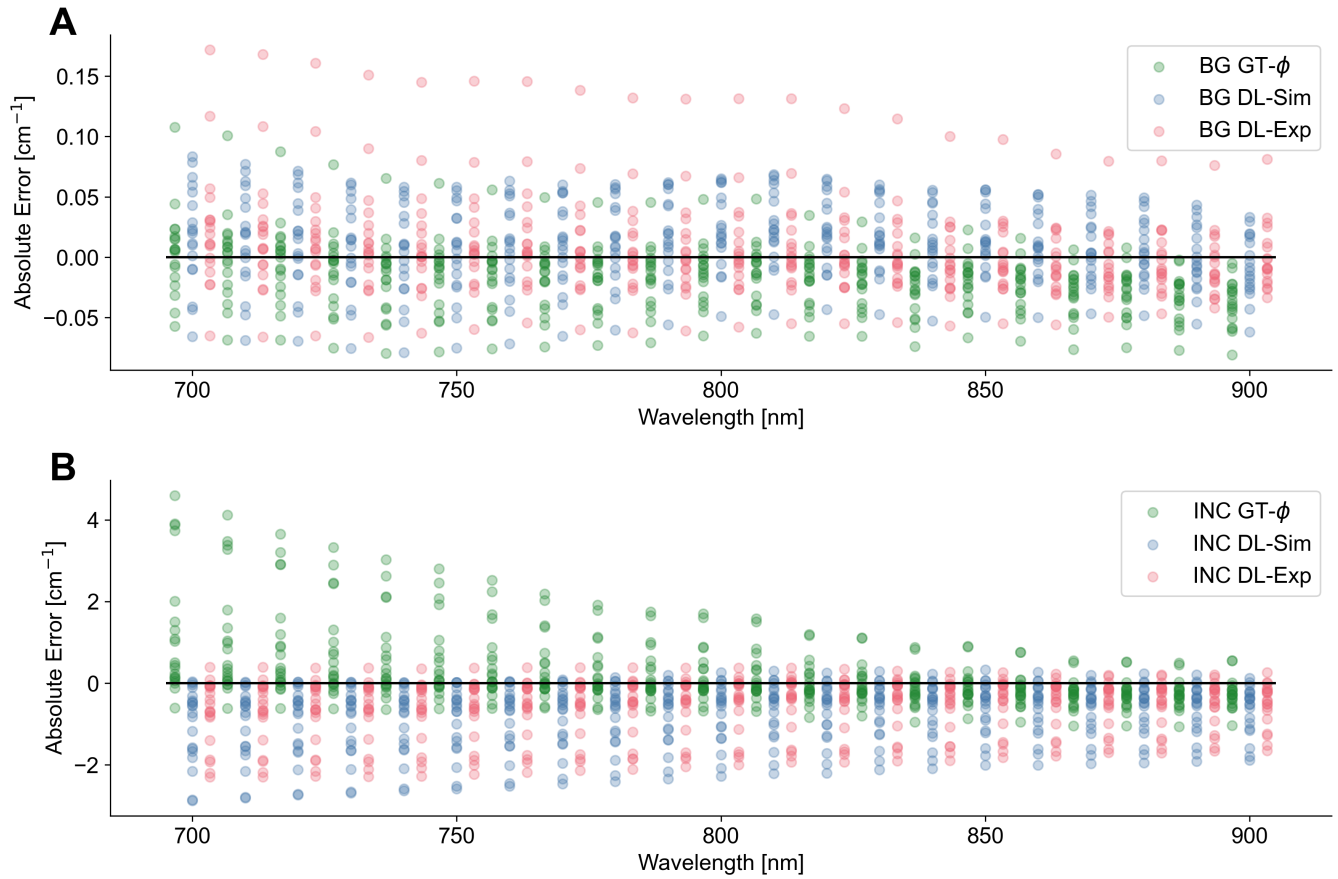 A
Absolute Error [cm⁻¹]
0.15
0.10
0.05
0.00
−0.05
BG GT-ϕ
BG DL-Sim
BG DL-Exp
700 750 800 850 900
Wavelength [nm]
B
Absolute Error [cm⁻¹]
4
2
0
−2
INC GT-ϕ
INC DL-Sim
INC DL-Exp
700 750 800 850 900
Wavelength [nm]